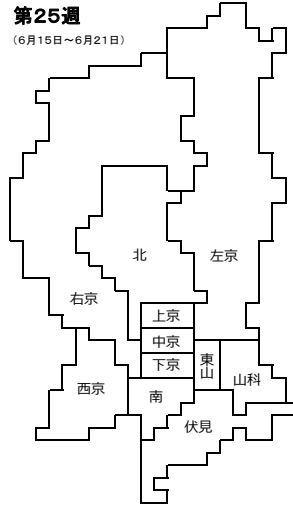 第25週
（6月15日～6月21日）
北
左京
右京
上京
中京
下京
東山
山科
西京
南
伏見